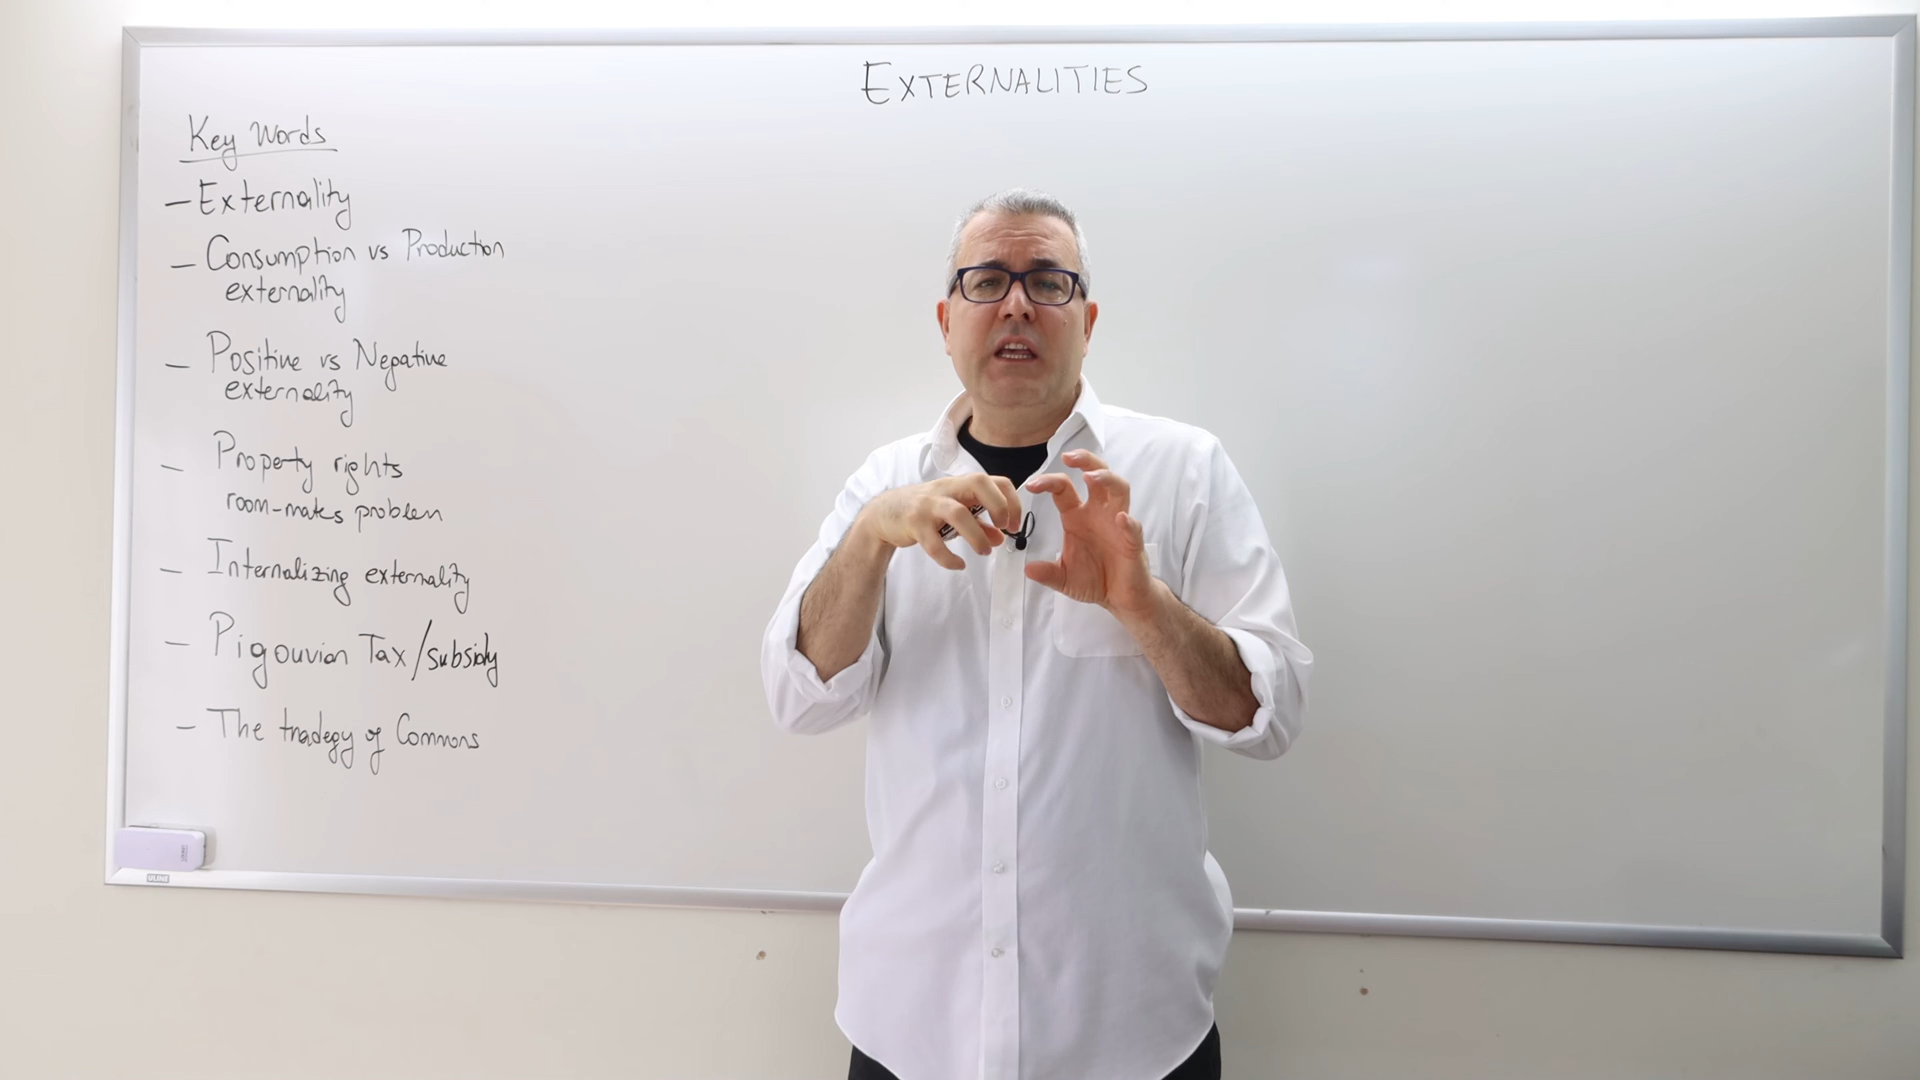 EXTERNALITIES
Key Words
- Externality
- Consumption vs Production
externality
- Positive vs Negative
externality
- Property rights
room-mates problem
- Internalizing externality
- Pigouvian Tax/subsidy
- The tradegy of Commons
ULINE